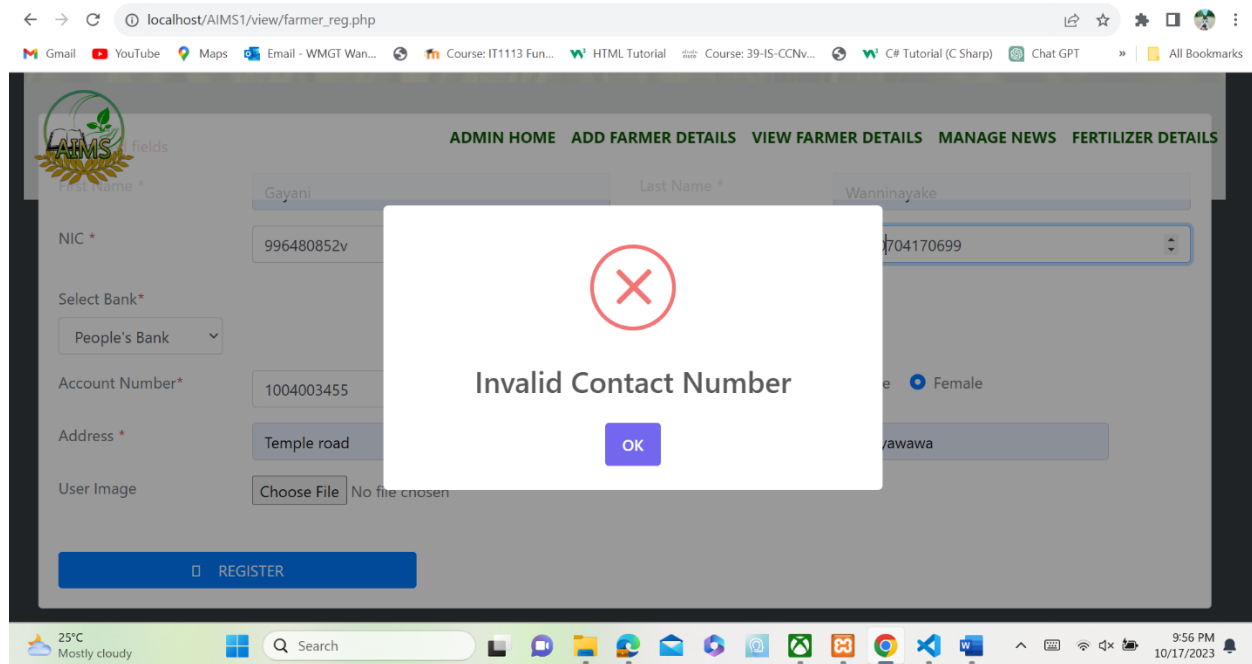 localhost/AIMS1/view/farmer_reg.php
Gmail YouTube Maps Email - WMGT Wan... Course: IT1113 Fun... HTML Tutorial Course: 39-IS-CCNv... C# Tutorial (C Sharp) Chat GPT » All Bookmarks
AIMS
ADMIN HOME ADD FARMER DETAILS VIEW FARMER DETAILS MANAGE NEWS FERTILIZER DETAILS
fields
First Name * Gayani Last Name * Wanninayake
NIC * 996480852v 0704170699
Select Bank*
People's Bank
Invalid Contact Number
Account Number* 1004003455 e Female
Address * Temple road yawawa
OK
User Image Choose File No file chosen
REGISTER
25°C
Mostly cloudy
Search
9:56 PM
10/17/2023